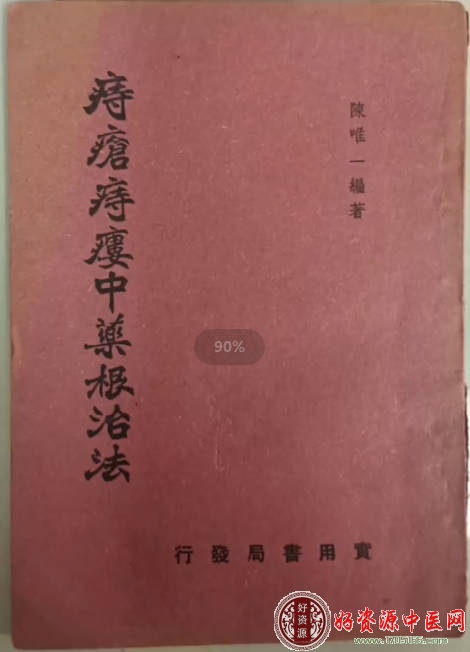 陳唯一編著
痔瘡痔瘻中藥根治法
實用書局發行
90%
好资源
好资源中医网